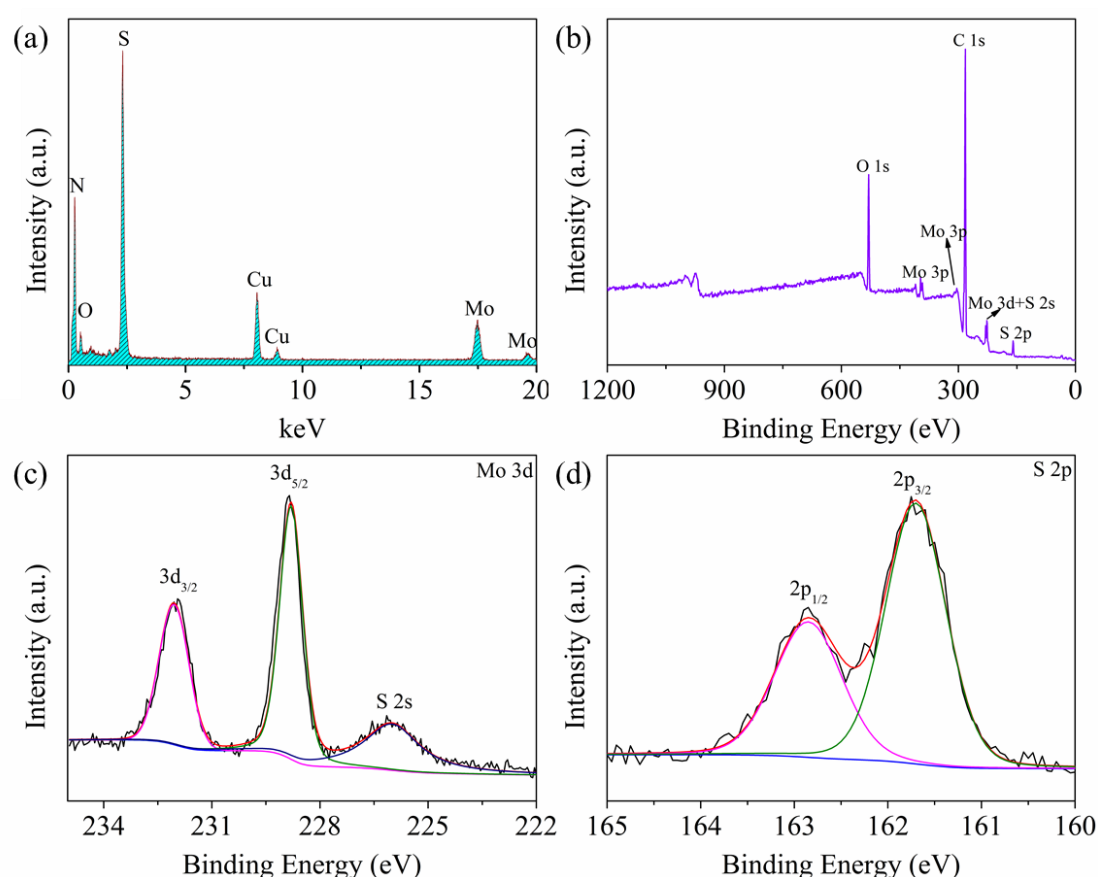 (a)
S
N
O
Cu
Cu
Mo
Mo
Intensity (a.u.)
0 5 10 15 20
keV
(b)
C 1s
O 1s
Mo 3p
Mo 3p
Mo 3d+S 2s
S 2p
Intensity (a.u.)
1200 900 600 300 0
Binding Energy (eV)
(c)
Mo 3d
3d5/2
3d3/2
S 2s
Intensity (a.u.)
234 231 228 225 222
Binding Energy (eV)
(d)
S 2p
2p3/2
2p1/2
Intensity (a.u.)
165 164 163 162 161 160
Binding Energy (eV)